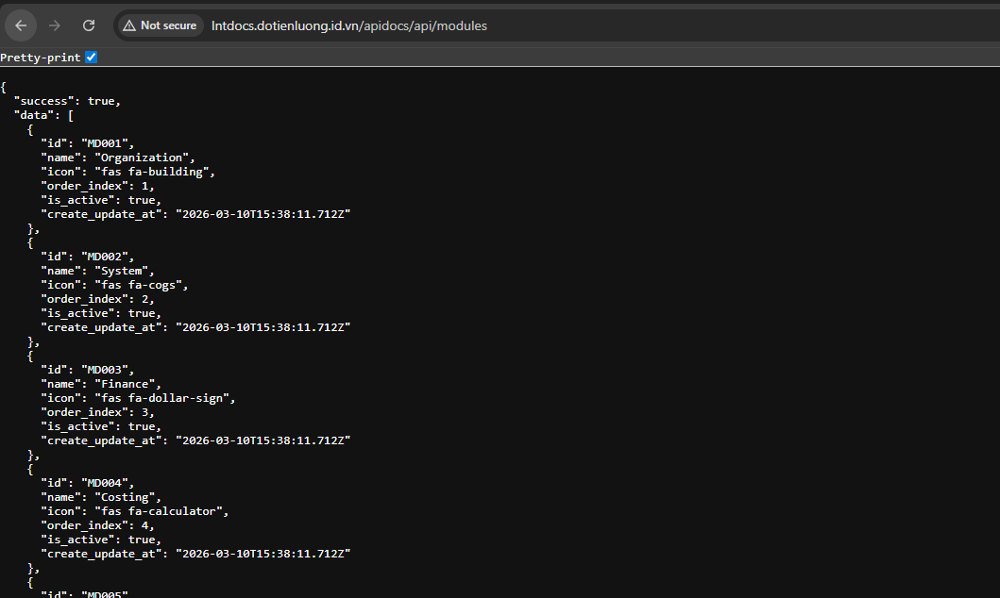 Not secure lntdocs.dotienluong.id.vn/apidocs/api/modules
Pretty-print
{
"success": true,
"data": [
{
"id": "MD001",
"name": "Organization",
"icon": "fas fa-building",
"order_index": 1,
"is_active": true,
"create_update_at": "2026-03-10T15:38:11.712Z"
},
{
"id": "MD002",
"name": "System",
"icon": "fas fa-cogs",
"order_index": 2,
"is_active": true,
"create_update_at": "2026-03-10T15:38:11.712Z"
},
{
"id": "MD003",
"name": "Finance",
"icon": "fas fa-dollar-sign",
"order_index": 3,
"is_active": true,
"create_update_at": "2026-03-10T15:38:11.712Z"
},
{
"id": "MD004",
"name": "Costing",
"icon": "fas fa-calculator",
"order_index": 4,
"is_active": true,
"create_update_at": "2026-03-10T15:38:11.712Z"
},
{
"id": "MD005"